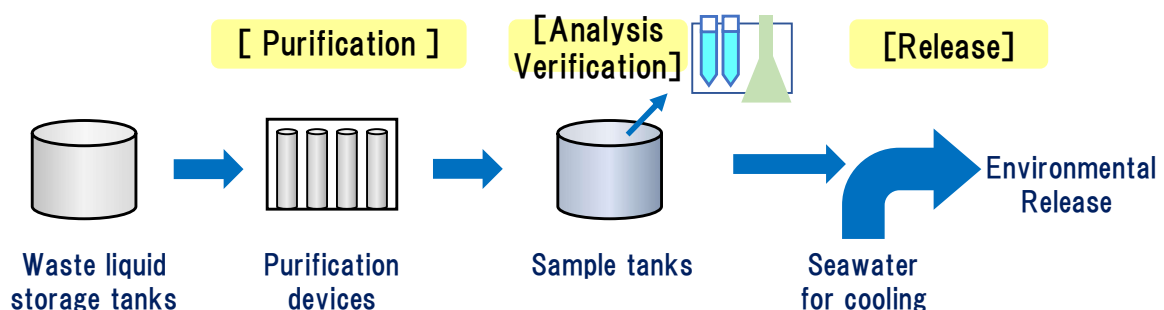 [ Purification ]
[Analysis
Verification]
[Release]
Environmental
Release
Waste liquid
storage tanks
Purification
devices
Sample tanks
Seawater
for cooling